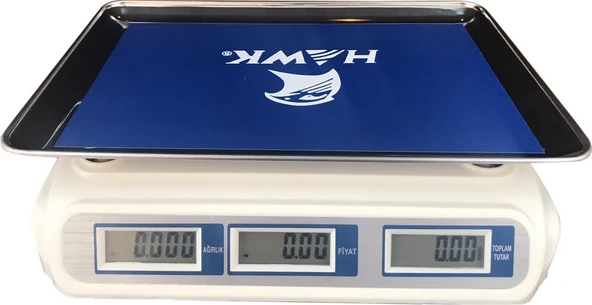 HAWK®
0.000 AĞIRLIK
0.00 FİYAT
0.00 TOPLAM
TUTAR